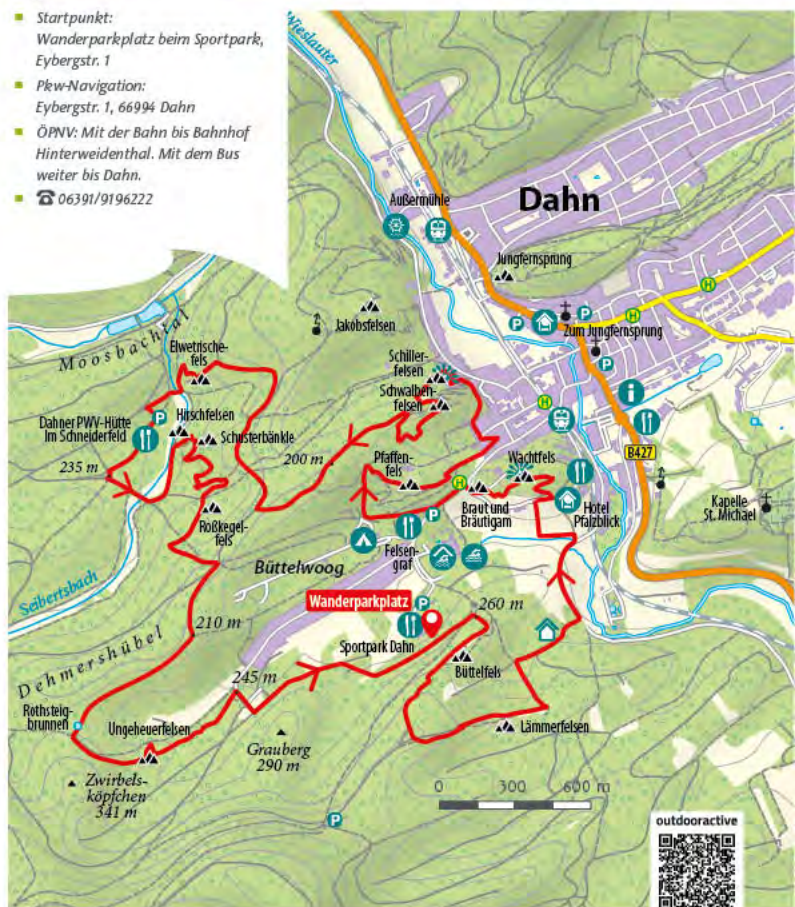 Startpunkt:
Wanderparkplatz beim Sportpark,
Eybergstr. 1
Pkw-Navigation:
Eybergstr. 1, 66994 Dahn
ÖPNV: Mit der Bahn bis Bahnhof
Hinterweidenthal. Mit dem Bus
weiter bis Dahn.
06391/9196222
Wieslauter
Dahn
Außermühle
Jungfernsprung
H
P
H
P
Zum Jungfernsprung
P
Jakobsfelsen
Moosbachtal
Elwetrische-
fels
Schiller-
felsen
Schwalben-
felsen
Hirschfelsen
P
Dahner PWV-Hütte
Im Schneiderfeld
Schusterbänkle
235 m
200 m
H
i
B427
Pfaffen-
fels
Wachtfels
H
Braut und
Bräutigam
Hotel
Pfalzblick
Kapelle
St. Michael
Roßkegel-
fels
P
Felsen-
graf
Büttelwoog
Seibertsbach
Wanderparkplatz
P
260 m
210 m
Sportpark Dahn
Dehmershübel
245 m
Büttelfels
Rothsteig-
brunnen
Ungeheuerfelsen
Lämmerfelsen
Grauberg
290 m
Zwirbels-
köpfchen
341 m
0 300 600 m
P
outdooractive